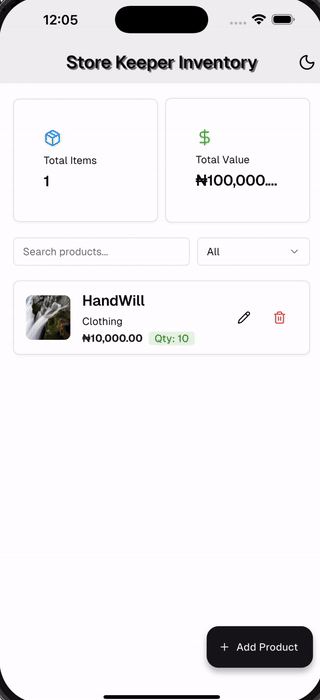 12:05
Store Keeper Inventory
Total Items
1
Total Value
₦100,000....
Search products...
All
HandWill
Clothing
₦10,000.00 Qty: 10
+ Add Product